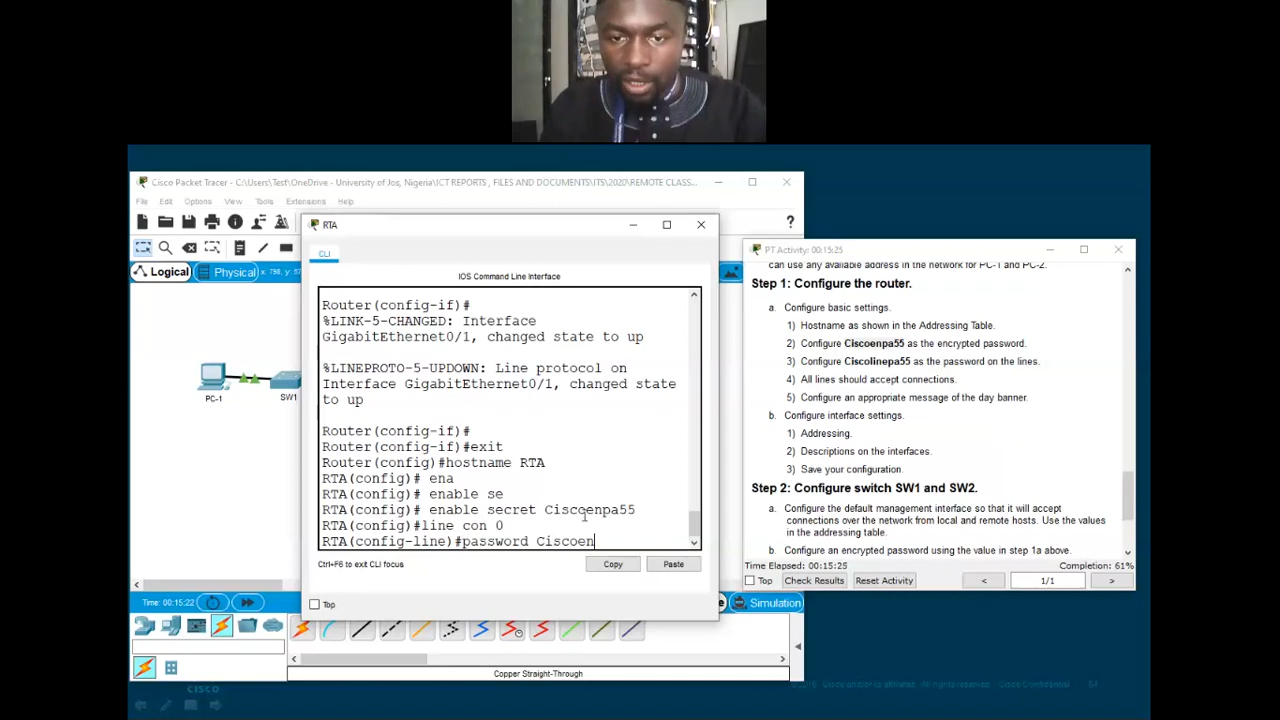 Cisco Packet Tracer - C:\Users\Test\OneDrive - University of Jos, Nigeria\ICT REPORTS , FILES AND DOCUMENTS\ITS\2020\REMOTE CLASS...
File Edit Options View Tools Extensions Help
?
Logical
Physical
x: 798, y: 57
PC-1
SW1
RTA
CLI
IOS Command Line Interface
Router(config-if)#
%LINK-5-CHANGED: Interface
GigabitEthernet0/1, changed state to up
%LINEPROTO-5-UPDOWN: Line protocol on
Interface GigabitEthernet0/1, changed state
to up
Router(config-if)#
Router(config-if)#exit
Router(config)#hostname RTA
RTA(config)# ena
RTA(config)# enable se
RTA(config)# enable secret Ciscoenpa55
RTA(config)#line con 0
RTA(config-line)#password Ciscoen
Ctrl+F6 to exit CLI focus
Copy
Paste
Top
Time: 00:15:22
Simulation
Copper Straight-Through
PT Activity: 00:15:25
can use any available address in the network for PC-1 and PC-2.
Step 1: Configure the router.
a. Configure basic settings.
1) Hostname as shown in the Addressing Table.
2) Configure Ciscoenpa55 as the encrypted password.
3) Configure Ciscolinepa55 as the password on the lines.
4) All lines should accept connections.
5) Configure an appropriate message of the day banner.
b. Configure interface settings.
1) Addressing.
2) Descriptions on the interfaces.
3) Save your configuration.
Step 2: Configure switch SW1 and SW2.
a. Configure the default management interface so that it will accept
connections over the network from local and remote hosts. Use the values
in the addressing table.
b. Configure an encrypted password using the value in step 1a above.
Time Elapsed: 00:15:25
Completion: 61%
Top
Check Results
Reset Activity
<
1/1
>
CISCO
Cisco and/or its affiliates. All rights reserved. Cisco Confidential